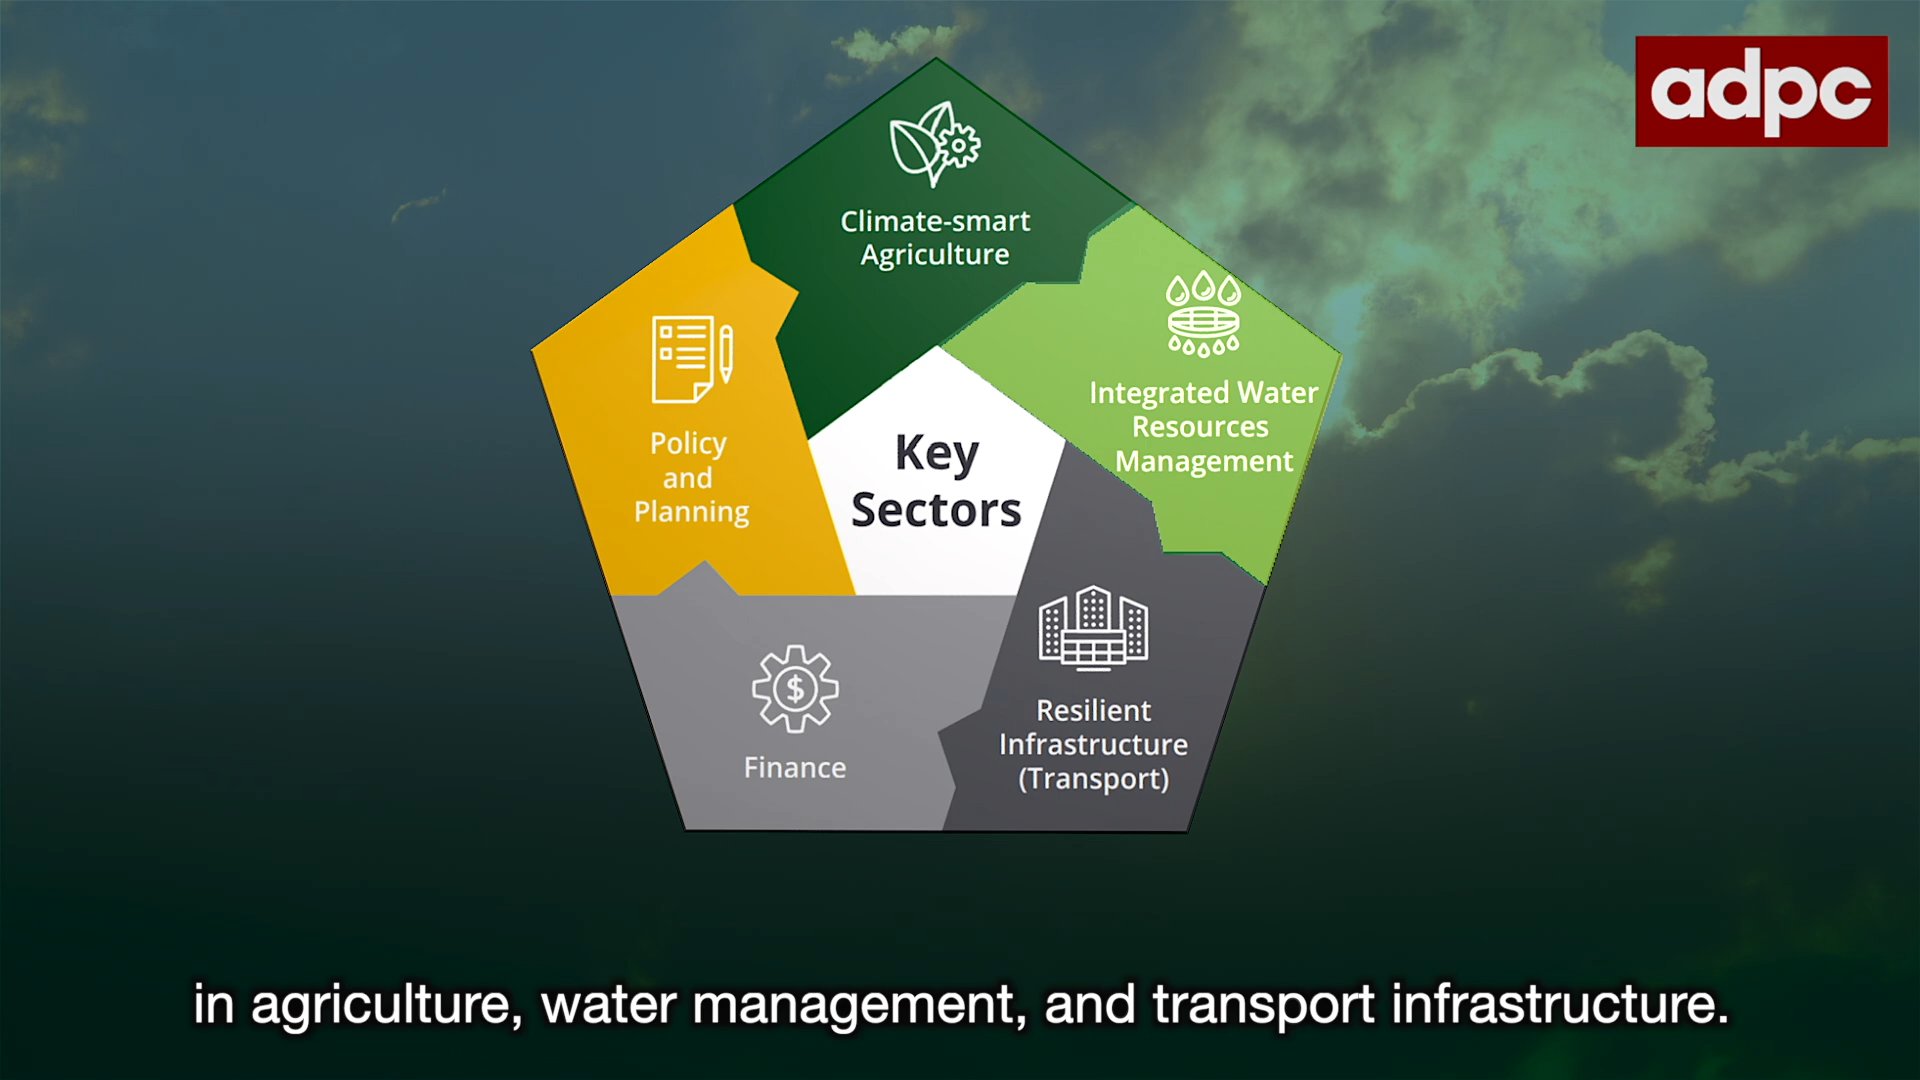 adpc
Climate-smart
Agriculture
Integrated Water
Resources
Management
Policy
and
Planning
Key
Sectors
Resilient
Infrastructure
(Transport)
$
Finance
in agriculture, water management, and transport infrastructure.